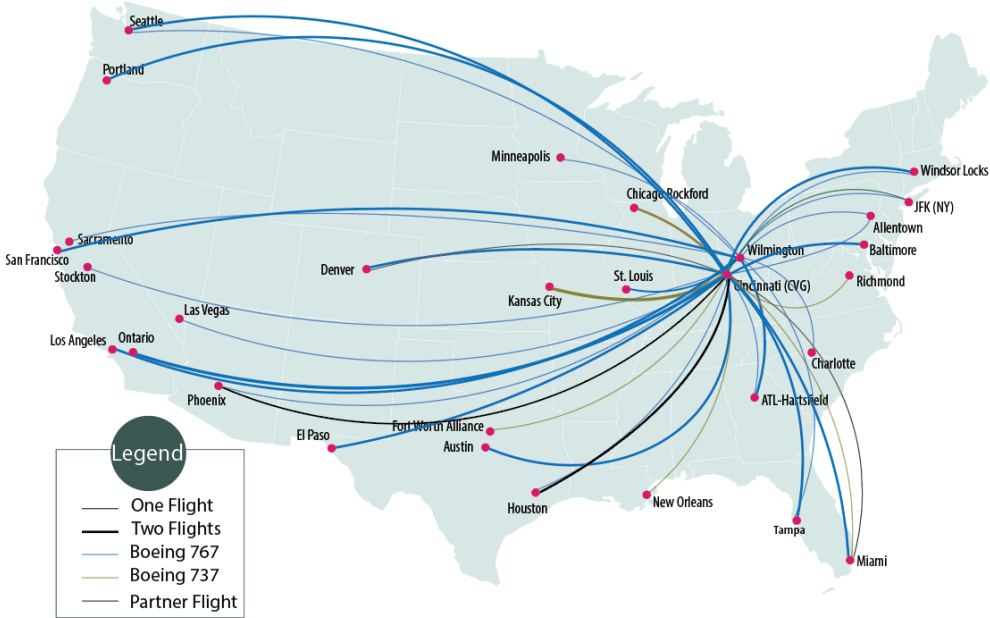 Seattle
Portland
Minneapolis
Chicago Rockford
Windsor Locks
JFK (NY)
Allentown
Wilmington
Baltimore
Sacramento
San Francisco
Stockton
Denver
St. Louis
Cincinnati (CVG)
Richmond
Kansas City
Las Vegas
Los Angeles
Ontario
Charlotte
Phoenix
ATL-Hartsfield
Fort Worth Alliance
El Paso
Austin
Houston
New Orleans
Tampa
Miami
Legend
One Flight
Two Flights
Boeing 767
Boeing 737
Partner Flight